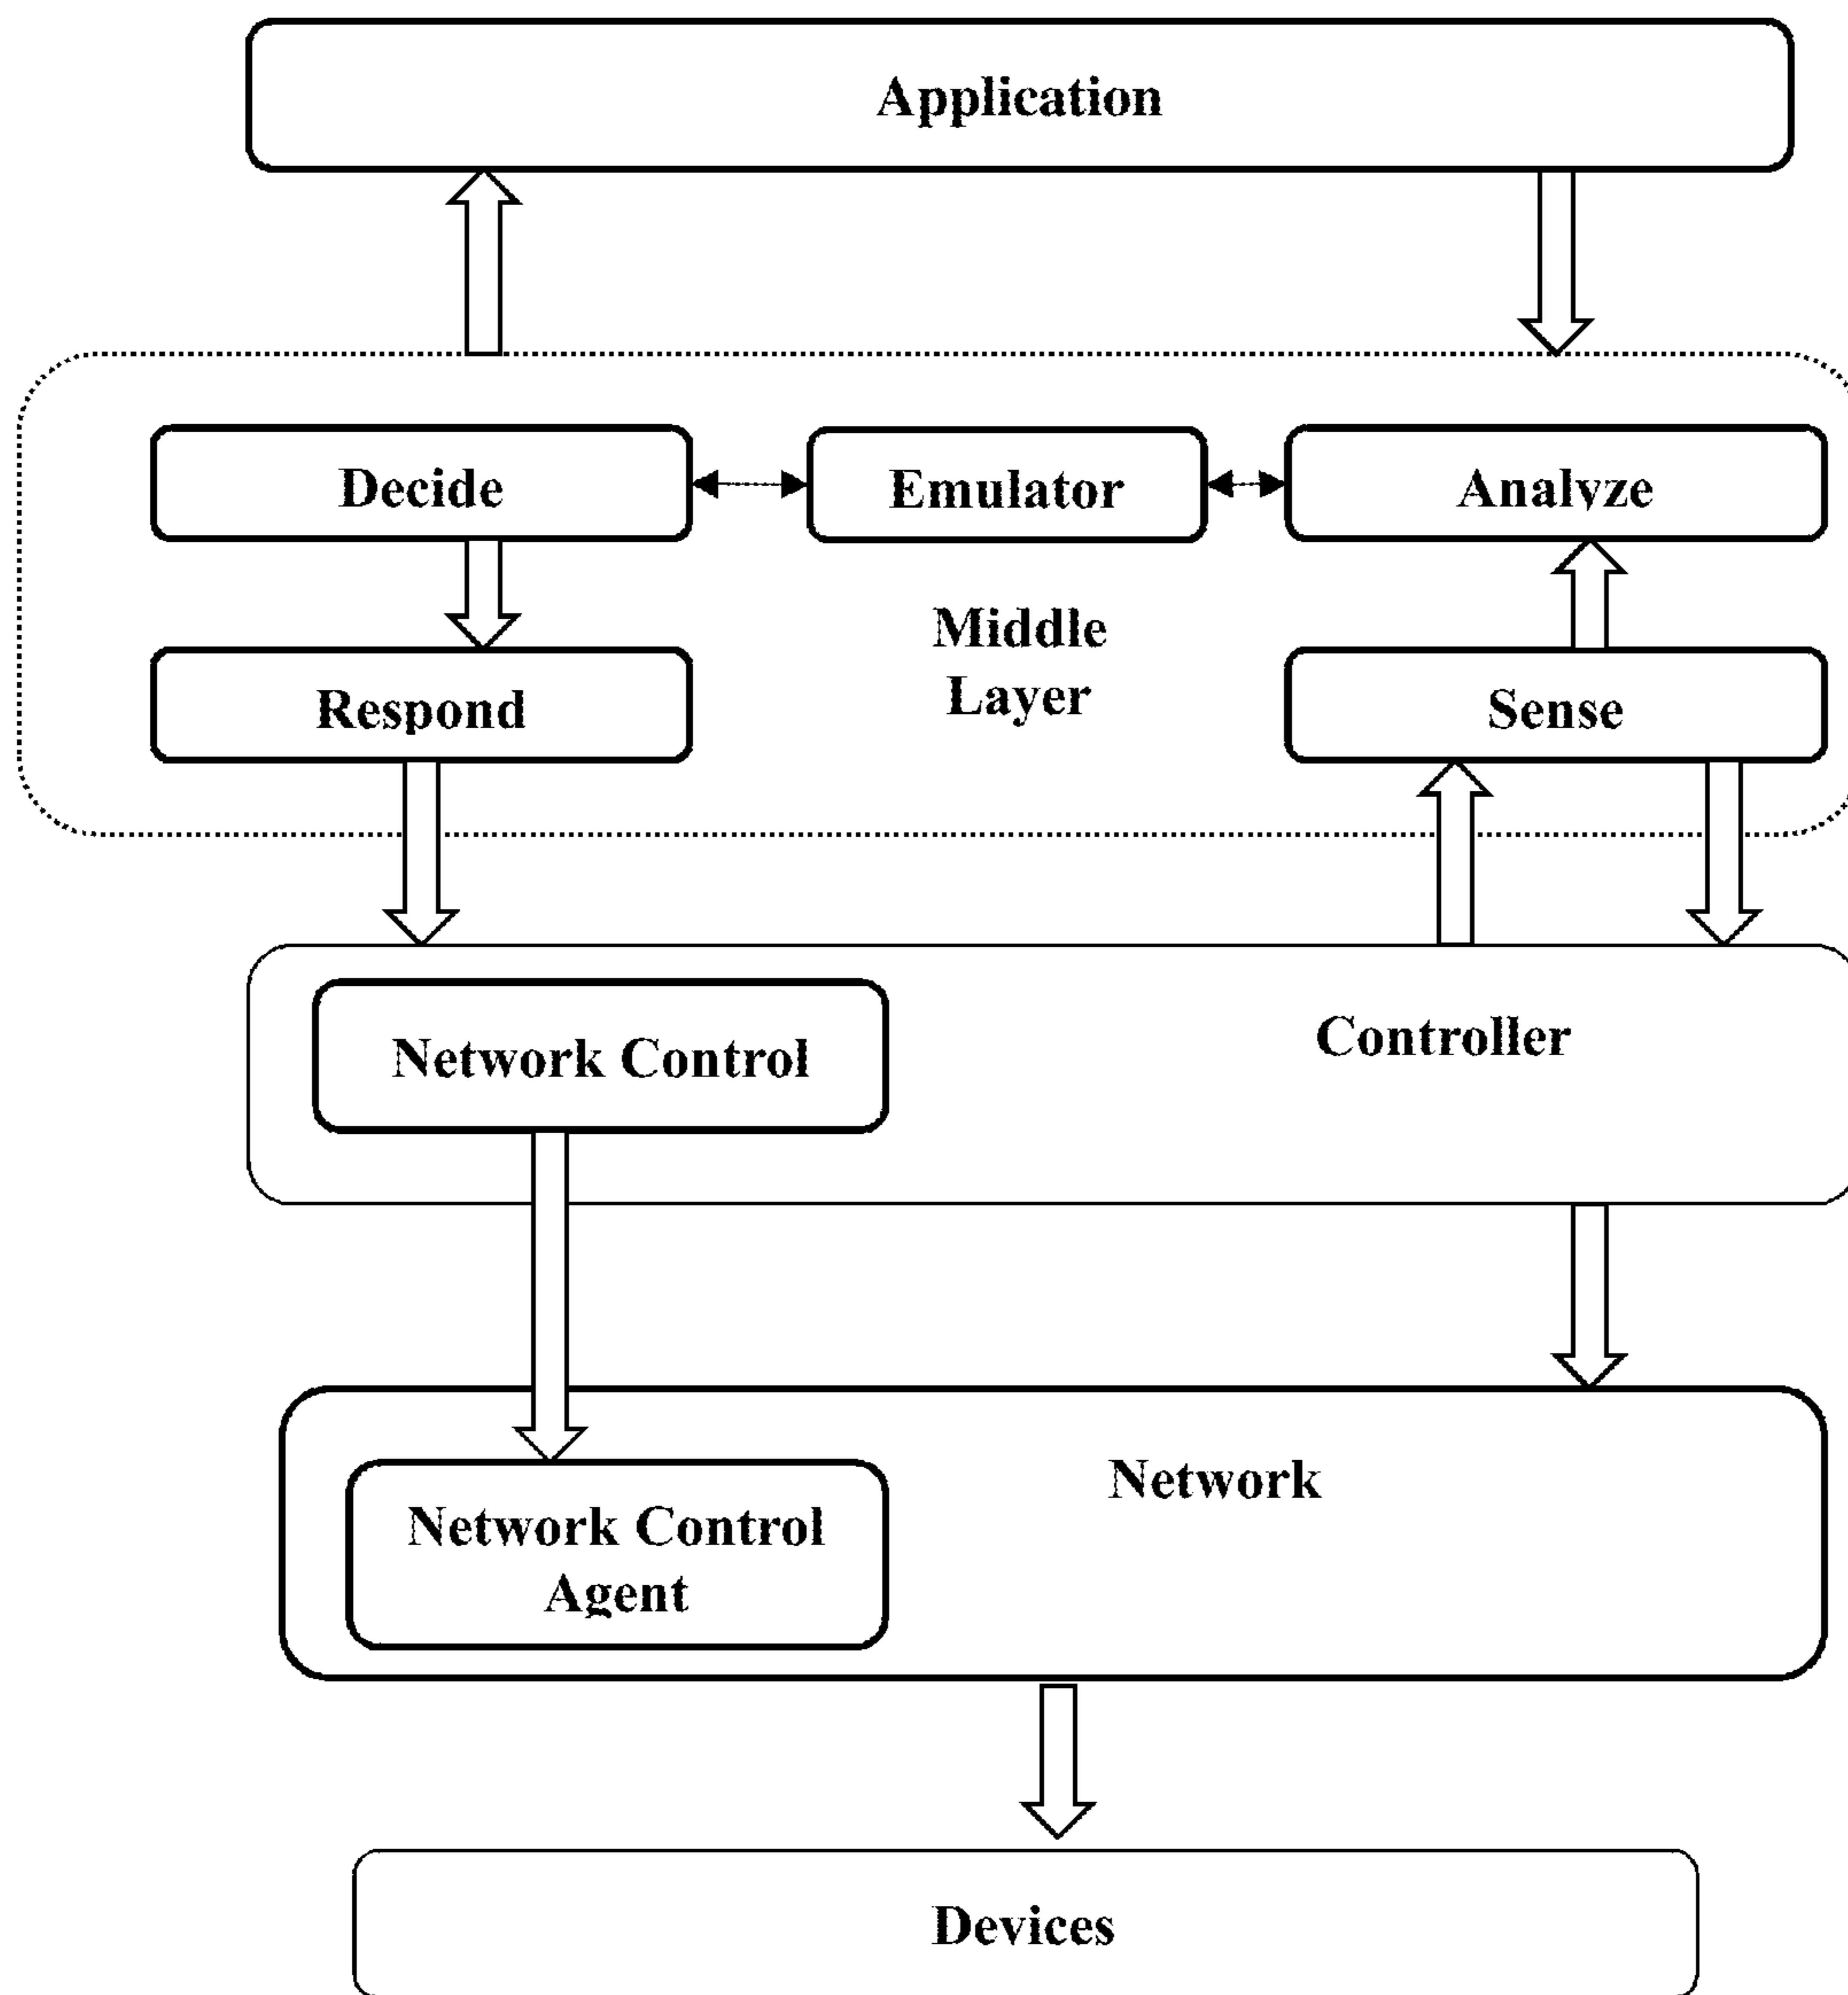 Application
Decide
Emulator
Analyze
Middle
Layer
Respond
Sense
Network Control
Controller
Network
Network Control
Agent
Devices